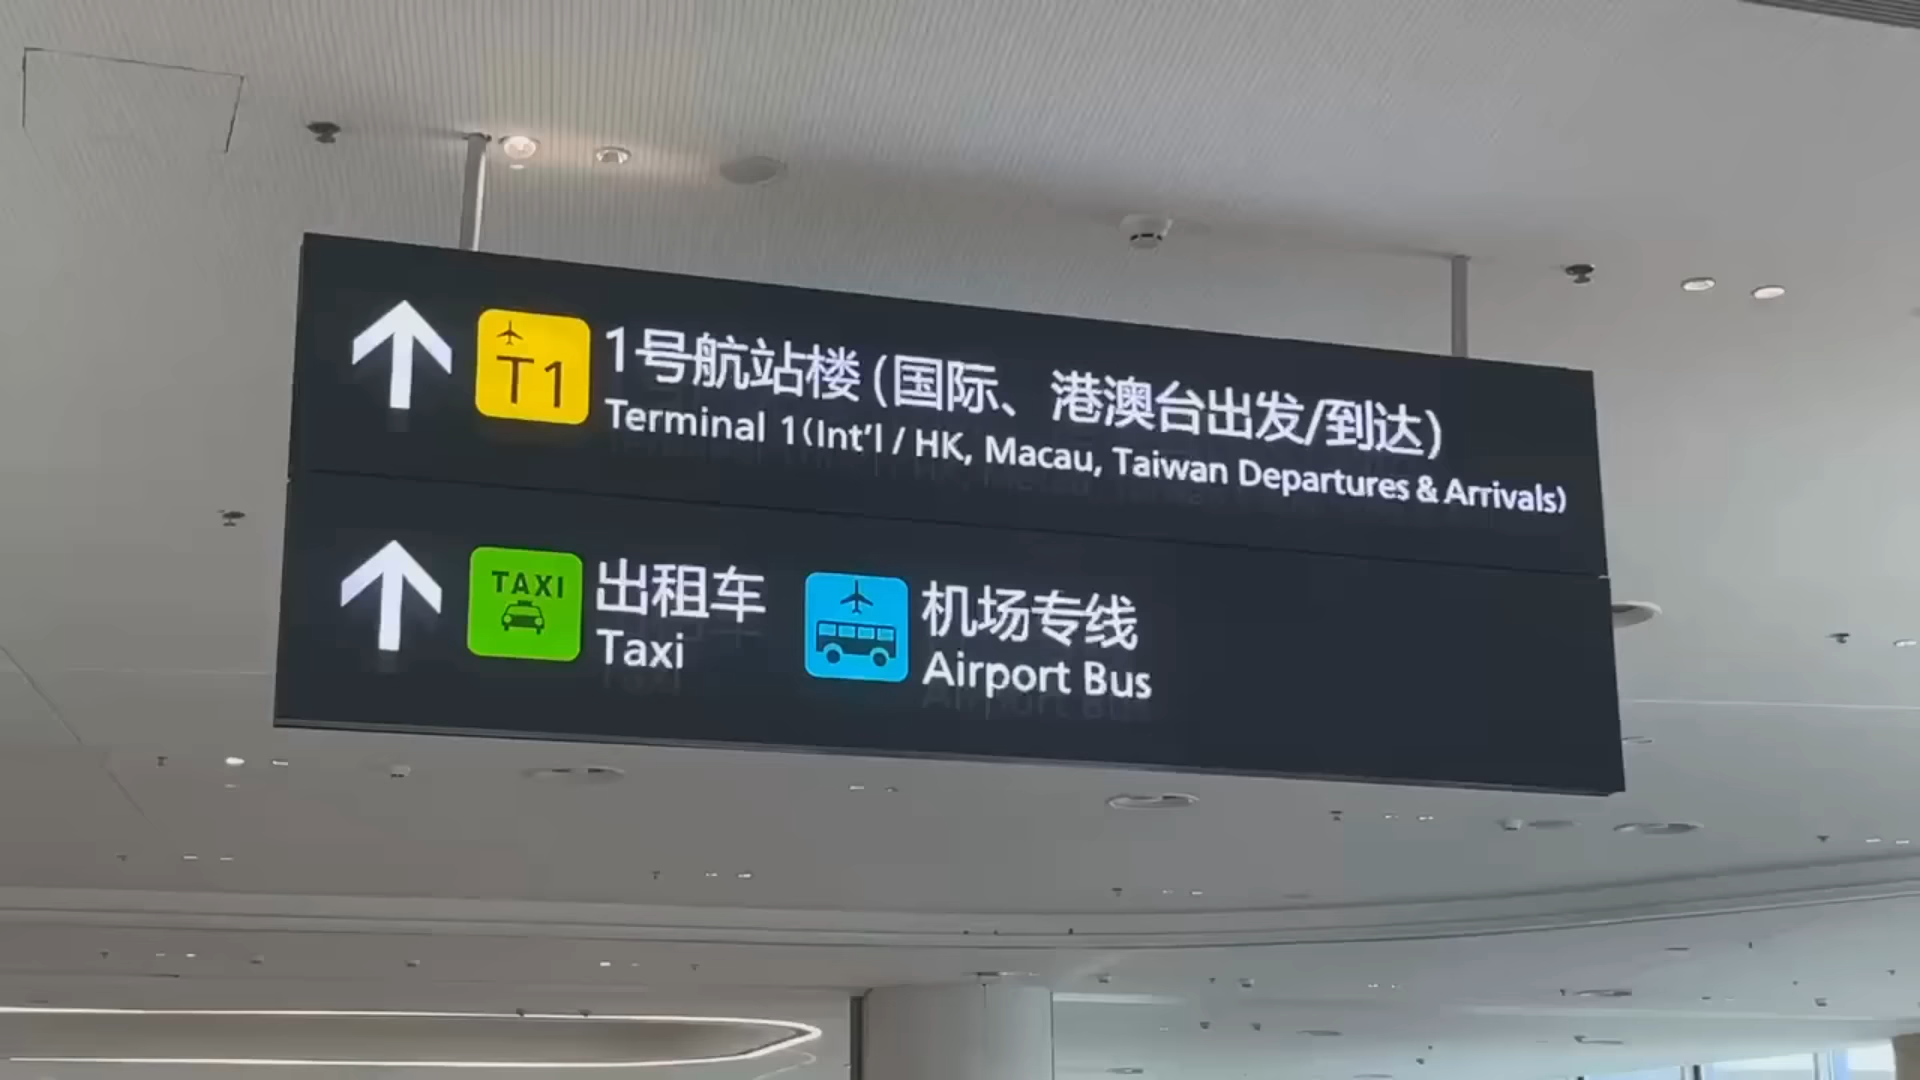 T1
1号航站楼(国际、港澳台出发/到达)
Terminal 1(Int'l / HK, Macau, Taiwan Departures & Arrivals)
TAXI
出租车
Taxi
机场专线
Airport Bus